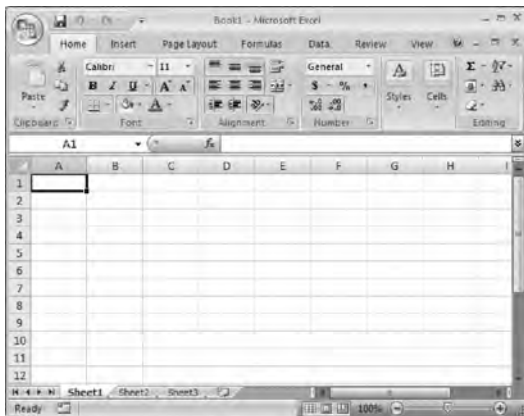 Book1 - Microsoft Excel
Home Insert Page Layout Formulas Data Review View
Calibri 11 General
B I U A A $ % ,
Paste A Styles Cells Σ
Clipboard Font Alignment Number Editing
A1 fx
A B C D E F G H I
1
2
3
4
5
6
7
8
9
10
11
12
Sheet1 Sheet2 Sheet3
Ready 100%